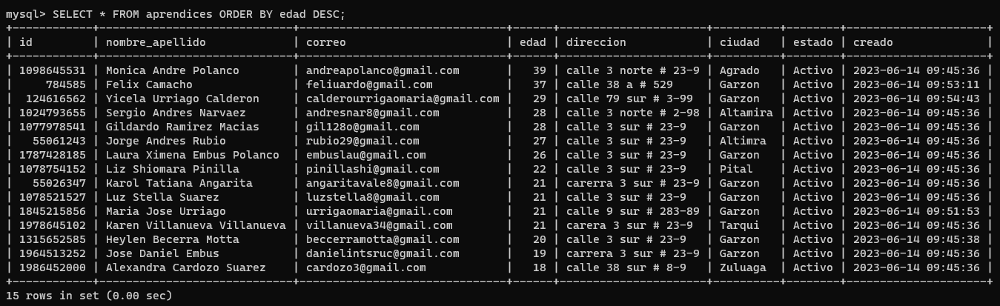 mysql> SELECT * FROM aprendices ORDER BY edad DESC;
+------------+-----------------------------+-------------------------------+------+---------------------+----------+--------+---------------------+
| id         | nombre_apellido             | correo                        | edad | direccion           | ciudad   | estado | creado              |
+------------+-----------------------------+-------------------------------+------+---------------------+----------+--------+---------------------+
| 1098645531 | Monica Andre Polanco        | andreapolanco@gmail.com       |   39 | calle 3 norte # 23-9 | Agrado   | Activo | 2023-06-14 09:45:36 |
|     784585 | Felix Camacho               | feliuardo@gmail.com           |   37 | calle 38 a # 529    | Garzon   | Activo | 2023-06-14 09:53:11 |
|  124616562 | Yicela Urriago Calderon     | calderourrigaomaria@gmail.com |   29 | calle 79 sur # 3-99 | Garzon   | Activo | 2023-06-14 09:54:43 |
| 1024793655 | Sergio Andres Narvaez       | andresnar8@gmail.com          |   28 | calle 3 norte # 2-98 | Altamira | Activo | 2023-06-14 09:45:36 |
| 1077978541 | Gildardo Ramirez Macias     | gil128o@gmail.com             |   28 | calle 3 sur # 23-9  | Garzon   | Activo | 2023-06-14 09:45:36 |
|   55061243 | Jorge Andres Rubio          | rubio29@gmail.com             |   27 | calle 3 sur # 23-9  | Altimra  | Activo | 2023-06-14 09:45:36 |
| 1787428185 | Laura Ximena Embus Polanco  | embuslau@gmail.com            |   26 | calle 3 sur # 23-9  | Garzon   | Activo | 2023-06-14 09:45:36 |
| 1078754152 | Liz Shiomara Pinilla        | pinillashi@gmail.com          |   22 | calle 3 sur # 23-9  | Pital    | Activo | 2023-06-14 09:45:36 |
|   55026347 | Karol Tatiana Angarita      | angaritavale8@gmail.com       |   21 | carerra 3 sur # 23-9 | Garzon   | Activo | 2023-06-14 09:45:36 |
| 1078521527 | Luz Stella Suarez           | luzstella8@gmail.com          |   21 | calle 3 sur # 23-9  | Garzon   | Activo | 2023-06-14 09:45:36 |
| 1845215856 | Maria Jose Urriago          | urrigaomaria@gmail.com        |   21 | calle 9 sur # 283-89 | Garzon   | Activo | 2023-06-14 09:51:53 |
| 1978645102 | Karen Villanueva Villanueva | villanueva34@gmail.com        |   21 | carera 3 sur # 23-9 | Tarqui   | Activo | 2023-06-14 09:45:36 |
| 1315652585 | Heylen Becerra Motta        | beccerramotta@gmail.com       |   20 | calle 3 sur # 23-9  | Garzon   | Activo | 2023-06-14 09:45:38 |
| 1964513252 | Jose Daniel Embus           | danielintsruc@gmail.com       |   19 | carrera 3 sur # 23-9 | Garzon   | Activo | 2023-06-14 09:45:36 |
| 1986452000 | Alexandra Cardozo Suarez    | cardozo3@gmail.com            |   18 | calle 38 sur # 8-9  | Zuluaga  | Activo | 2023-06-14 09:45:36 |
+------------+-----------------------------+-------------------------------+------+---------------------+----------+--------+---------------------+
15 rows in set (0.00 sec)